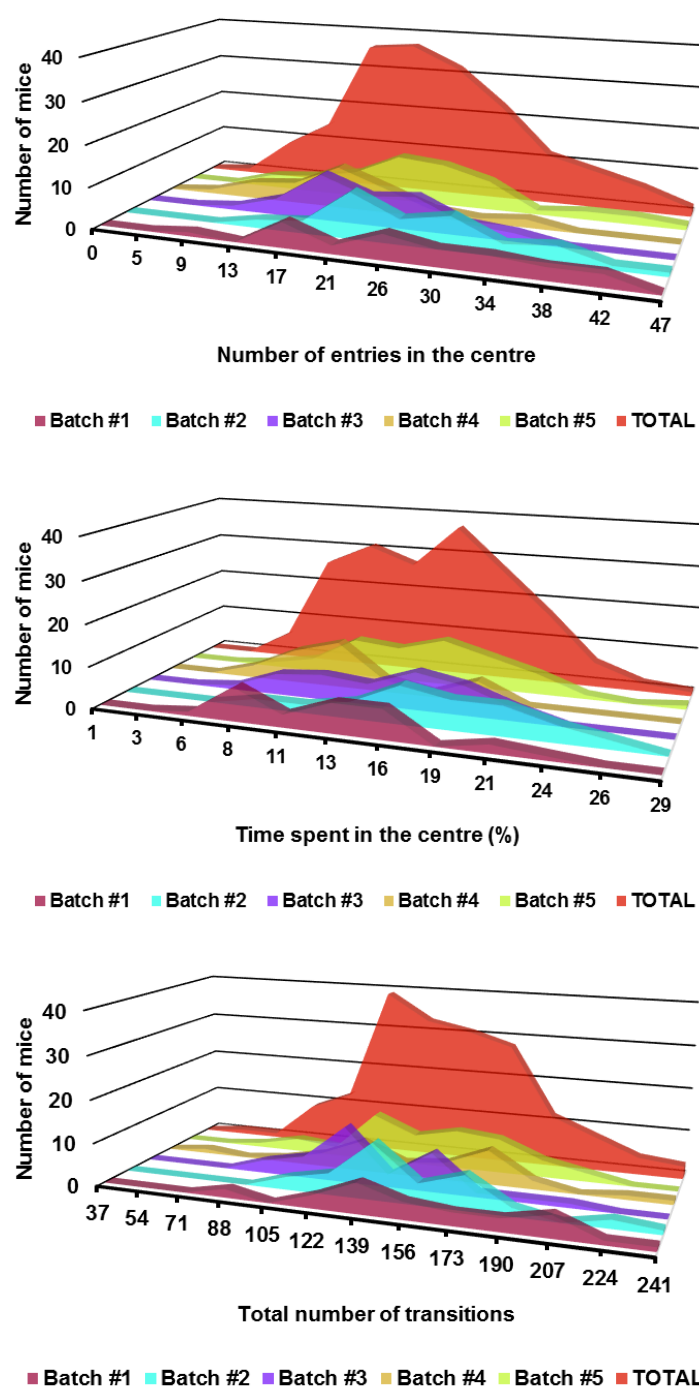 Number of mice
40
30
20
10
0
0 5 9 13 17 21 26 30 34 38 42 47
Number of entries in the centre
Batch #1 Batch #2 Batch #3 Batch #4 Batch #5 TOTAL
Number of mice
40
30
20
10
0
1 3 6 8 11 13 16 19 21 24 26 29
Time spent in the centre (%)
Batch #1 Batch #2 Batch #3 Batch #4 Batch #5 TOTAL
Number of mice
40
30
20
10
0
37 54 71 88 105 122 139 156 173 190 207 224 241
Total number of transitions
Batch #1 Batch #2 Batch #3 Batch #4 Batch #5 TOTAL